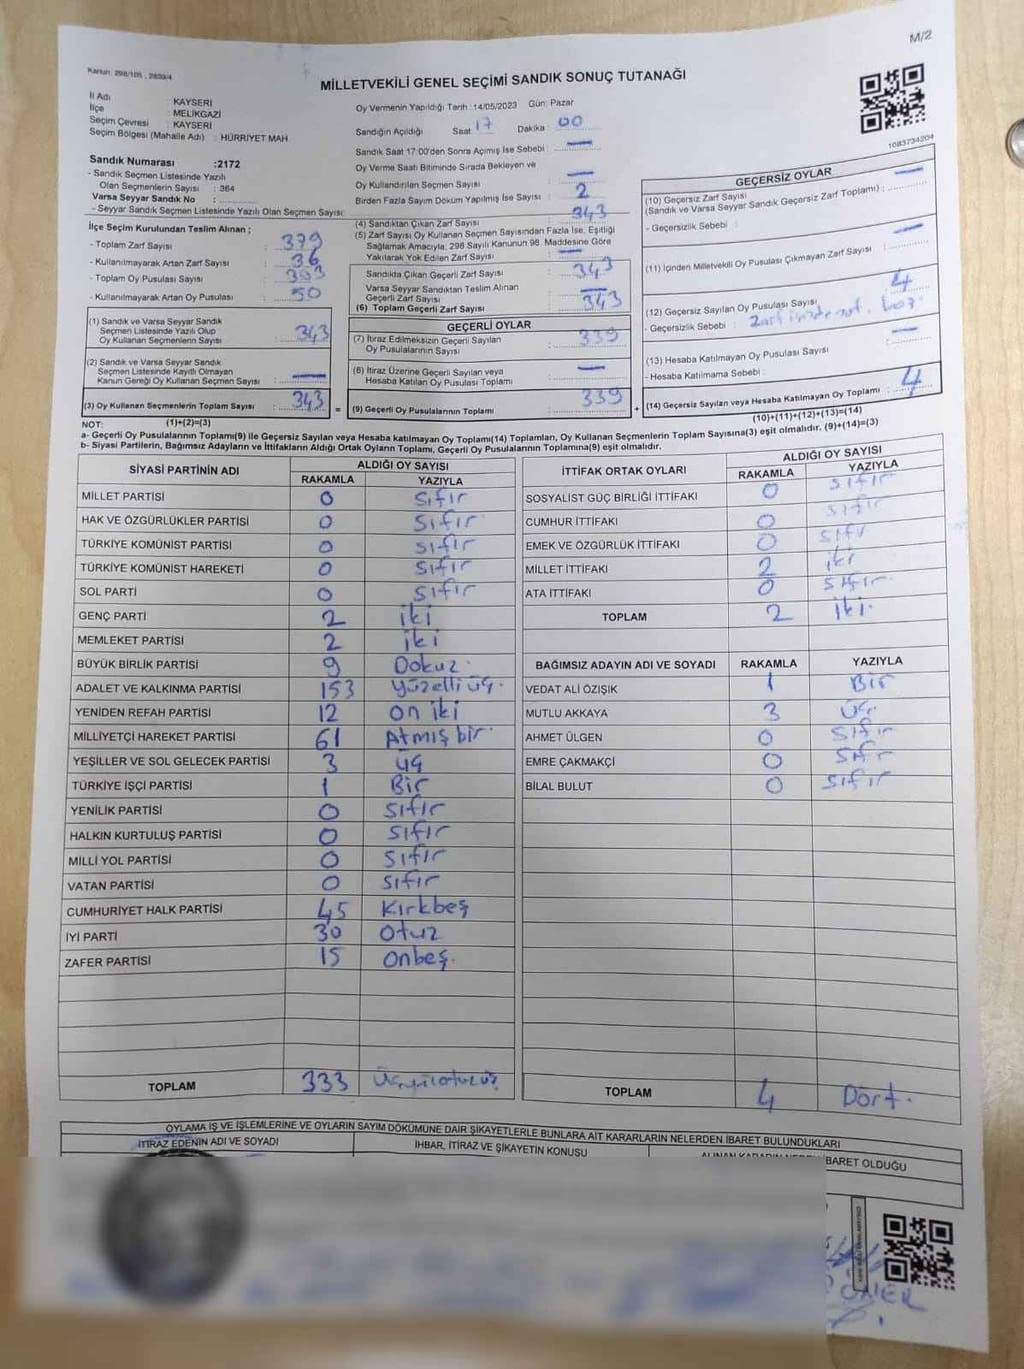 M/2
Kanun: 298/105 , 2839/4
MİLLETVEKİLİ GENEL SEÇİMİ SANDIK SONUÇ TUTANAĞI
İl Adı : KAYSERİ
İlçe : MELİKGAZİ
Seçim Çevresi : KAYSERİ
Seçim Bölgesi (Mahalle Adı) : HÜRRİYET MAH
Sandık Numarası :2172
- Sandık Seçmen Listesinde Yazılı
Olan Seçmenlerin Sayısı : 364
Varsa Seyyar Sandık No :
- Seyyar Sandık Seçmen Listesinde Yazılı Olan Seçmen Sayısı:
İlçe Seçim Kurulundan Teslim Alınan ;
- Toplam Zarf Sayısı : 379
- Kullanılmayarak Artan Zarf Sayısı : 36
- Toplam Oy Pusulası Sayısı : 393
- Kullanılmayarak Artan Oy Pusulası : 50
(1) Sandık ve Varsa Seyyar Sandık
Seçmen Listesinde Yazılı Olup
Oy Kullanan Seçmenlerin Sayısı : 343
(2) Sandık ve Varsa Seyyar Sandık
Seçmen Listesinde Kayıtlı Olmayan
Kanun Gereği Oy Kullanan Seçmen Sayısı : —
(3) Oy Kullanan Seçmenlerin Toplam Sayısı : 343 =
(1)+(2)=(3)
Oy Vermenin Yapıldığı Tarih :14/05/2023 Gün: Pazar
Sandığın Açıldığı Saat : 17 Dakika : 00
Sandık Saat 17:00'den Sonra Açımış İse Sebebi : —
Oy Verme Saati Bitiminde Sırada Bekleyen ve
Oy Kullandırılan Seçmen Sayısı : —
Birden Fazla Sayım Döküm Yapılmış İse Sayısı : 2
(4) Sandıktan Çıkan Zarf Sayısı : 343
(5) Zarf Sayısı Oy Kullanan Seçmen Sayısından Fazla İse, Eşitliği
Sağlamak Amacıyla; 298 Sayılı Kanunun 98. Maddesine Göre
Yakılarak Yok Edilen Zarf Sayısı : —
Sandıkta Çıkan Geçerli Zarf Sayısı : 343
Varsa Seyyar Sandıktan Teslim Alınan
Geçerli Zarf Sayısı : —
(6) Toplam Geçerli Zarf Sayısı : 343
GEÇERLİ OYLAR
(7) İtiraz Edilmeksizin Geçerli Sayılan
Oy Pusulalarının Sayısı : 339
(8) İtiraz Üzerine Geçerli Sayılan veya
Hesaba Katılan Oy Pusulası Toplamı : —
(9) Geçerli Oy Pusulalarının Toplamı : 339 +
1083734204
GEÇERSİZ OYLAR
(10) Geçersiz Zarf Sayısı : —
(Sandık ve Varsa Seyyar Sandık Geçersiz Zarf Toplamı) :
- Geçersizlik Sebebi :
(11) İçinden Milletvekili Oy Pusulası Çıkmayan Zarf Sayısı : —
(12) Geçersiz Sayılan Oy Pusulası Sayısı : 4
- Geçersizlik Sebebi :
(13) Hesaba Katılmayan Oy Pusulası Sayısı : —
- Hesaba Katılmama Sebebi :
(14) Geçersiz Sayılan veya Hesaba Katılmayan Oy Toplamı : 4
(10)+(11)+(12)+(13)=(14)
NOT:
a- Geçerli Oy Pusulalarının Toplamı(9) ile Geçersiz Sayılan veya Hesaba katılmayan Oy Toplamı(14) Toplamları, Oy Kullanan Seçmenlerin Toplam Sayısına(3) eşit olmalıdır. (9)+(14)=(3)
b- Siyasi Partilerin, Bağımsız Adayların ve İttifakların Aldığı Ortak Oyların Toplamı, Geçerli Oy Pusulalarının Toplamına(9) eşit olmalıdır.
SİYASİ PARTİNİN ADI ALDIĞI OY SAYISI
RAKAMLA YAZIYLA
MİLLET PARTİSİ 0 sıfır
HAK VE ÖZGÜRLÜKLER PARTİSİ 0 sıfır
TÜRKİYE KOMÜNİST PARTİSİ 0 sıfır
TÜRKİYE KOMÜNİST HAREKETİ 0 sıfır
SOL PARTİ 0 sıfır
GENÇ PARTİ 2 iki
MEMLEKET PARTİSİ 2 iki
BÜYÜK BİRLİK PARTİSİ 9 Dokuz
ADALET VE KALKINMA PARTİSİ 153 yüzelliüç.
YENİDEN REFAH PARTİSİ 12 on iki
MİLLİYETÇİ HAREKET PARTİSİ 61 Atmışbir
YEŞİLLER VE SOL GELECEK PARTİSİ 3 üç
TÜRKİYE İŞÇİ PARTİSİ 1 Bir
YENİLİK PARTİSİ 0 sıfır
HALKIN KURTULUŞ PARTİSİ 0 sıfır
MİLLİ YOL PARTİSİ 0 sıfır
VATAN PARTİSİ 0 sıfır
CUMHURİYET HALK PARTİSİ 45 Kırkbeş
İYİ PARTİ 30 Otuz
ZAFER PARTİSİ 15 Onbeş.
TOPLAM 333
İTTİFAK ORTAK OYLARI ALDIĞI OY SAYISI
RAKAMLA YAZIYLA
SOSYALİST GÜÇ BİRLİĞİ İTTİFAKI 0 sıfır
CUMHUR İTTİFAKI 0 sıfır
EMEK VE ÖZGÜRLÜK İTTİFAKI 0 sıfır
MİLLET İTTİFAKI 2 iki
ATA İTTİFAKI 0 sıfır
TOPLAM 2 iki.
BAĞIMSIZ ADAYIN ADI VE SOYADI RAKAMLA YAZIYLA
VEDAT ALİ ÖZIŞIK 1 Bir
MUTLU AKKAYA 3 üç.
AHMET ÜLGEN 0 sıfır
EMRE ÇAKMAKÇİ 0 sıfır
BİLAL BULUT 0 sıfır
TOPLAM 4 Dört.
OYLAMA İŞ VE İŞLEMLERİNE VE OYLARIN SAYIM DÖKÜMÜNE DAİR ŞİKAYETLERLE BUNLARA AİT KARARLARIN NELERDEN İBARET BULUNDUKLARI
İTİRAZ EDENİN ADI VE SOYADI İHBAR, İTİRAZ VE ŞİKAYETİN KONUSU ALINAN KARARIN NEDEN İBARET OLDUĞU